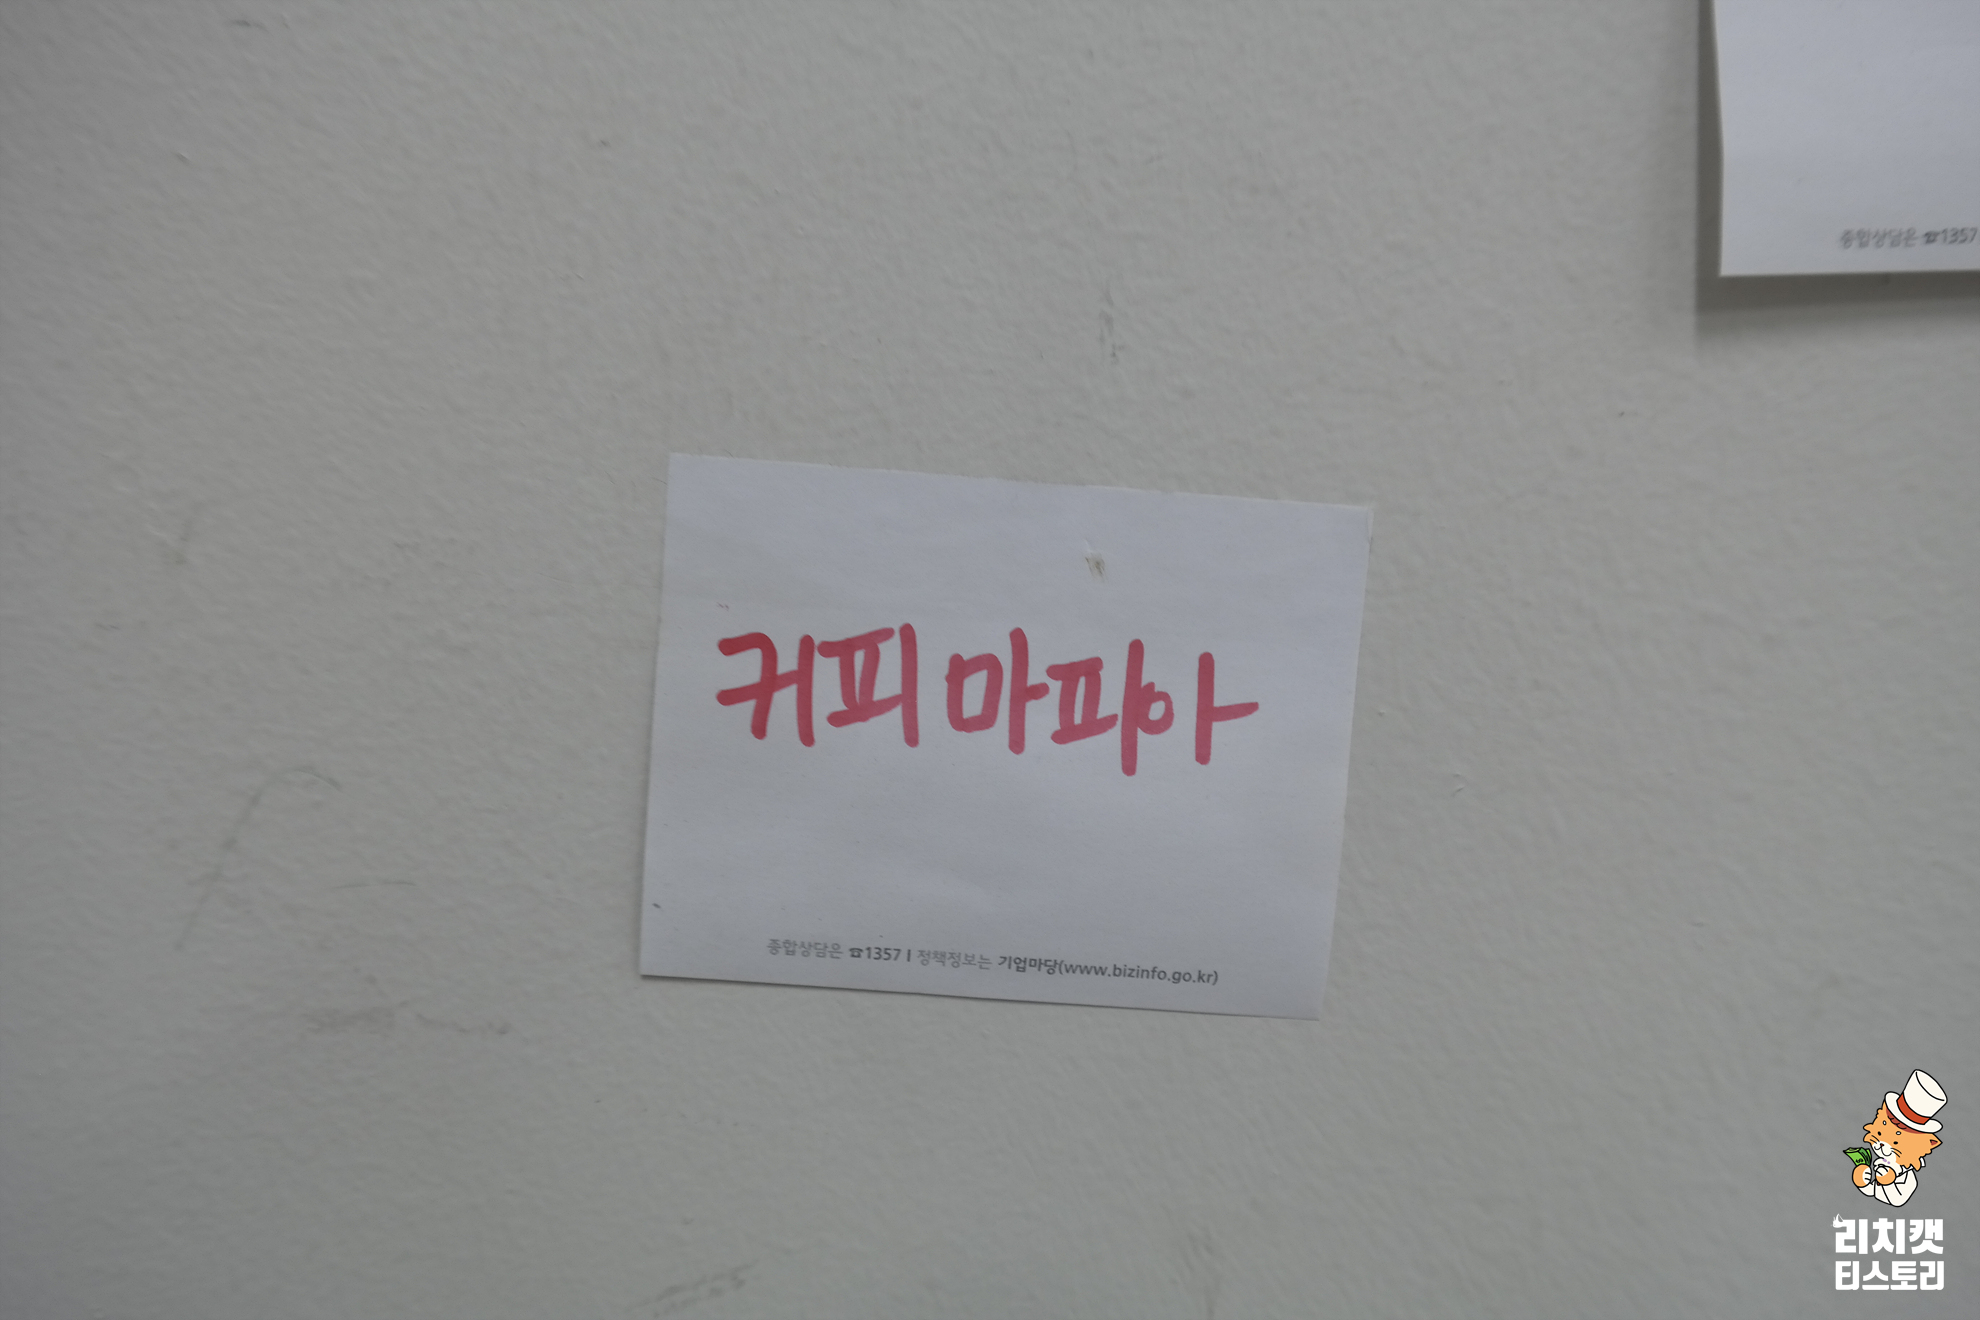 종합상담은 ☎1357
커피 마피아
종합상담은 ☎1357 | 정책정보는 기업마당(www.bizinfo.go.kr)
리치캣
티스토리